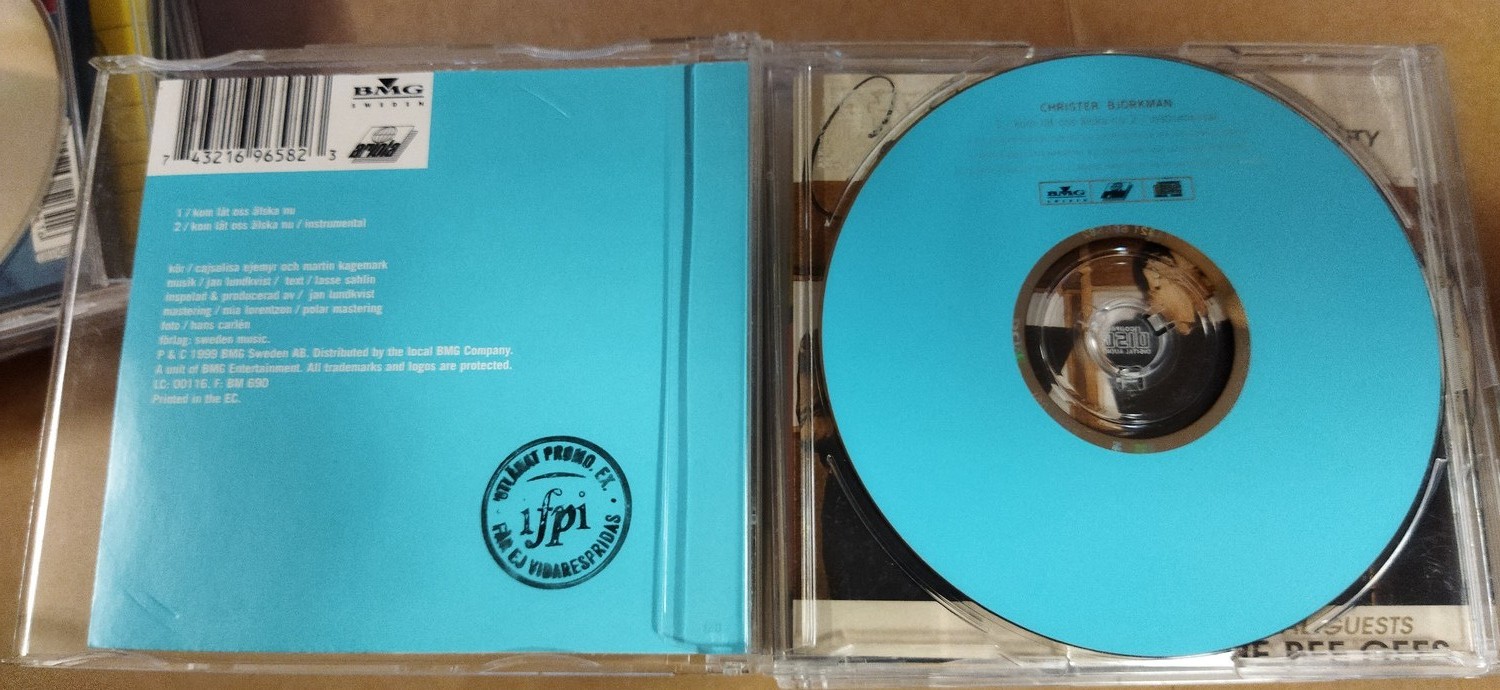 BMG
SWEDEN
ariola
7 43216 96582 3
1 / kom låt oss älska nu
2 / kom låt oss älska nu / instrumental
kör / cajsalisa ejemyr och martin kagemark
musik / jan lundkvist / text / lasse sahlin
inspelad & producerad av / jan lundkvist
mastering / mia lorentzon / polar mastering
foto / hans carlén
förlag: sweden music.
P & C 1999 BMG Sweden AB. Distributed by the local BMG Company.
A unit of BMG Entertainment. All trademarks and logos are protected.
LC: 00116. F: BM 690
Printed in the EC.
UTLÅNAT PROMO. EX.
ifpi
FÅR EJ VIDARESPRIDAS
CHRISTER BJÖRKMAN
BMG
SWEDEN
GUESTS
BEE GEES